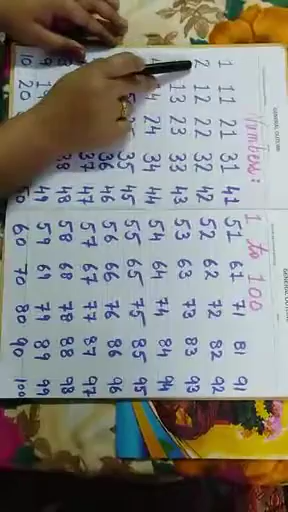 Numbers: 1 to 100
1 11 21 31 41 51 61 71 81 91
2 12 22 32 42 52 62 72 82 92
13 23 33 43 53 63 73 83 93
14 24 34 44 54 64 74 84 94
35 45 55 65 75 85 95
36 46 56 66 76 86 96
37 47 57 67 77 87 97
38 48 58 68 78 88 98
9 49 59 69 79 89 99
10 20 60 70 80 90 100